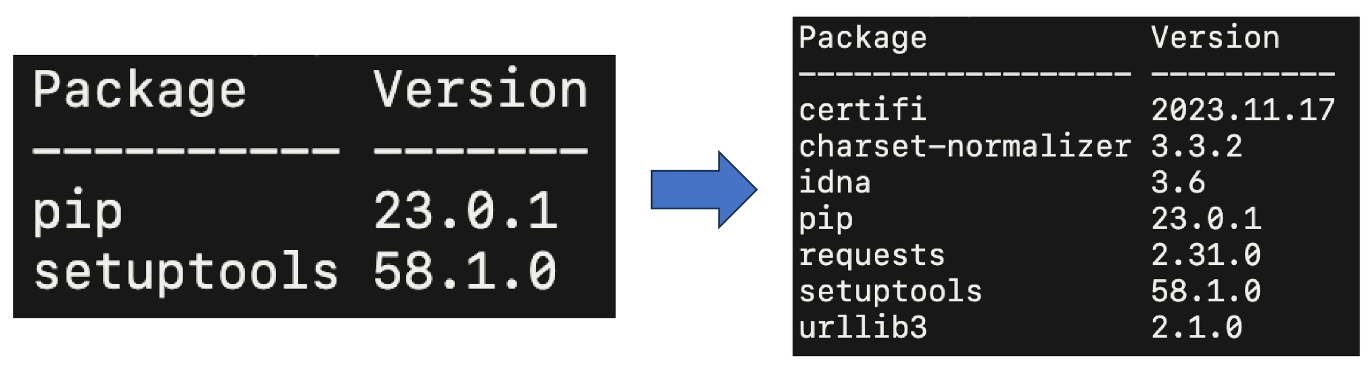 Package    Version
---------- -------
pip        23.0.1
setuptools 58.1.0
Package            Version
------------------ ----------
certifi            2023.11.17
charset-normalizer 3.3.2
idna               3.6
pip                23.0.1
requests           2.31.0
setuptools         58.1.0
urllib3            2.1.0